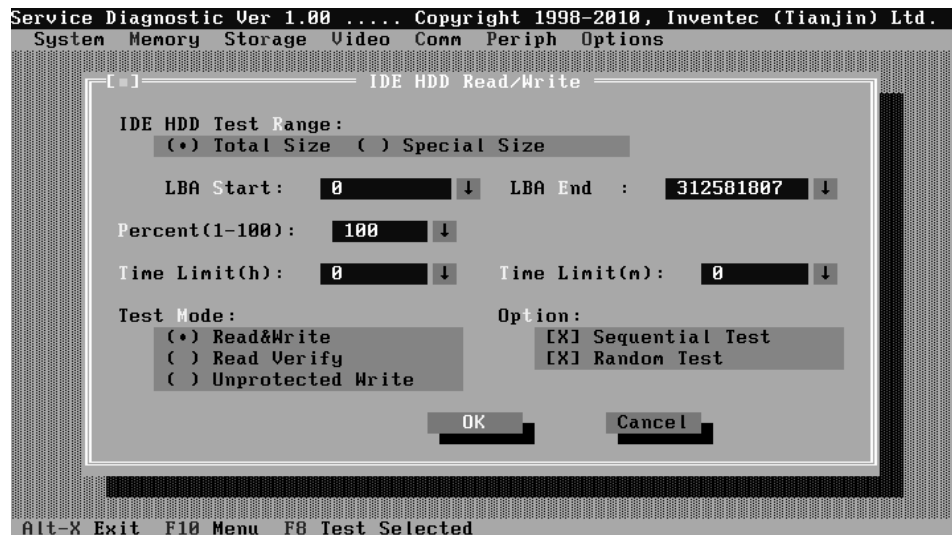 Service Diagnostic Ver 1.00 ..... Copyright 1998-2010, Inventec (Tianjin) Ltd.
System Memory Storage Video Comm Periph Options
[■] IDE HDD Read/Write
IDE HDD Test Range:
(•) Total Size ( ) Special Size
LBA Start: 0 ↓ LBA End : 312581807 ↓
Percent(1-100): 100 ↓
Time Limit(h): 0 ↓ Time Limit(m): 0 ↓
Test Mode: Option:
(•) Read&Write [X] Sequential Test
( ) Read Verify [X] Random Test
( ) Unprotected Write
OK Cancel
Alt-X Exit F10 Menu F8 Test Selected